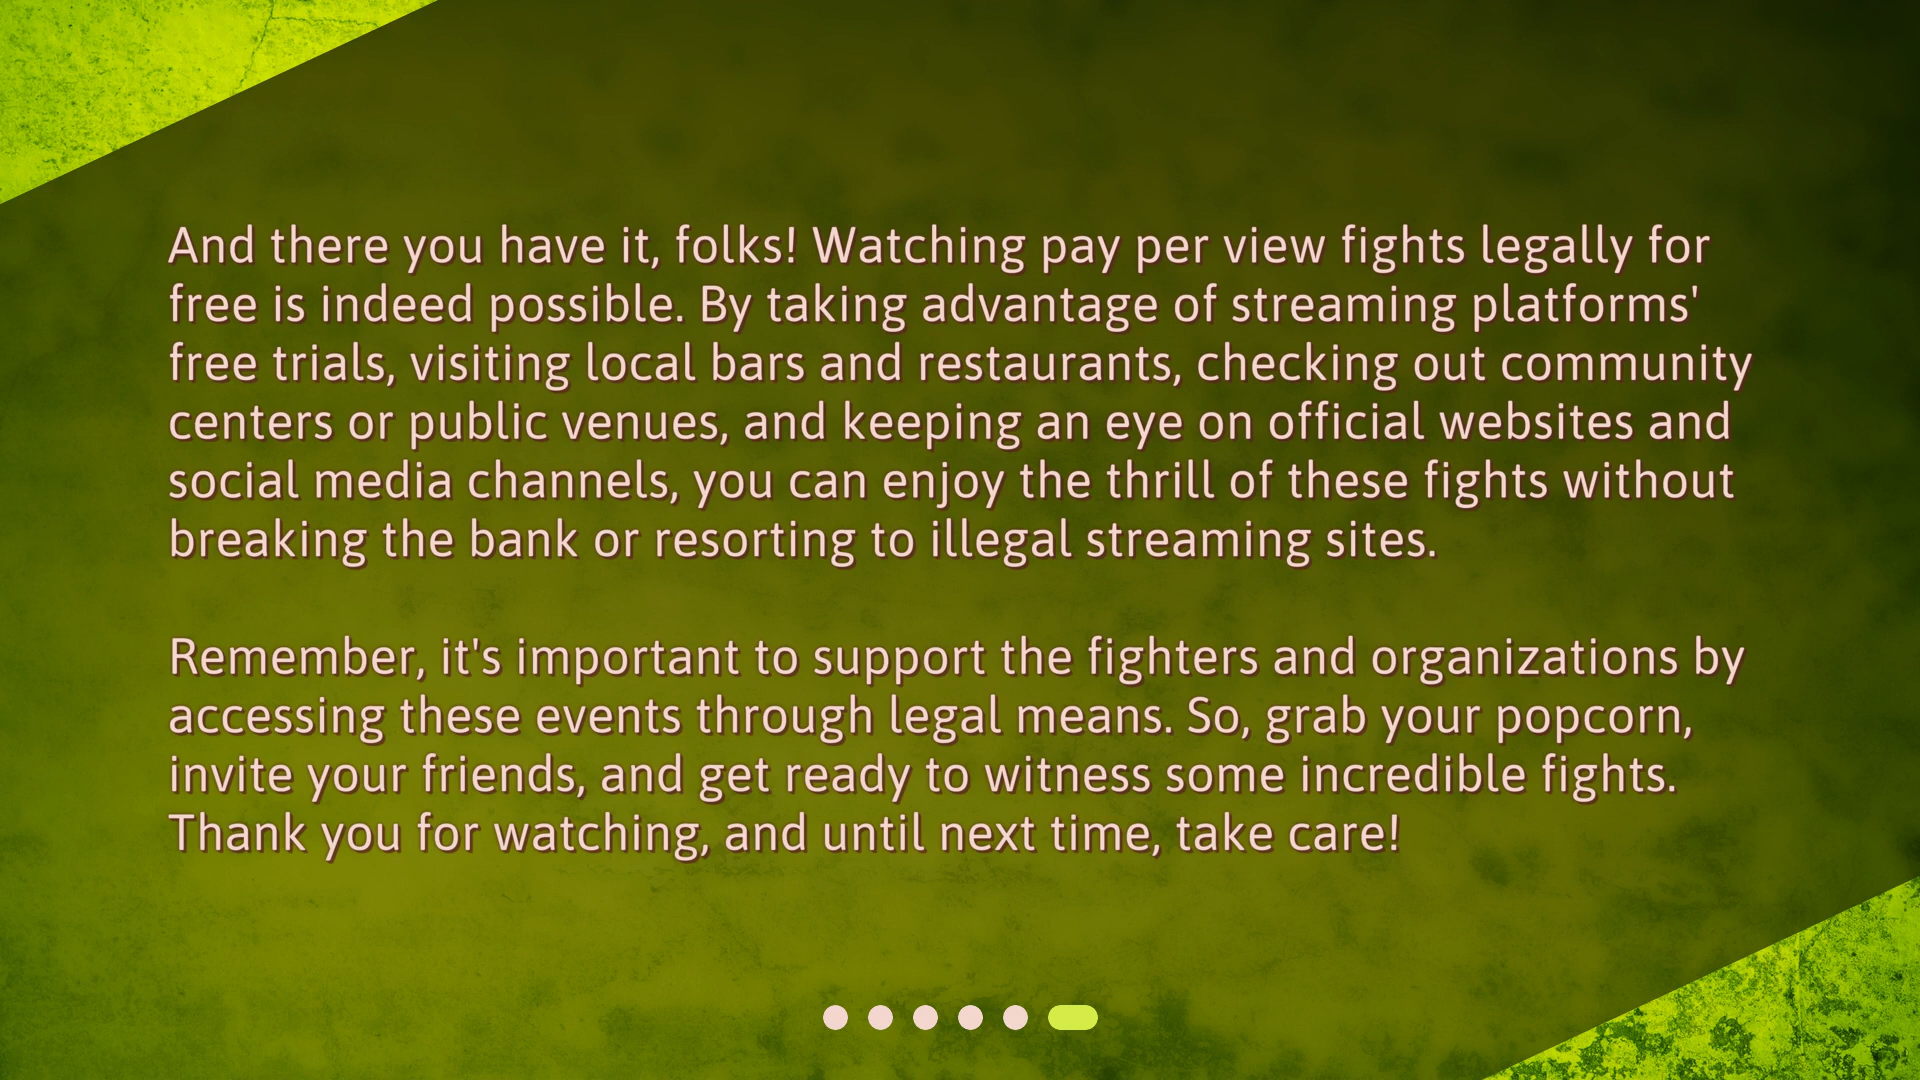 And there you have it, folks! Watching pay per view fights legally for
free is indeed possible. By taking advantage of streaming platforms'
free trials, visiting local bars and restaurants, checking out community
centers or public venues, and keeping an eye on official websites and
social media channels, you can enjoy the thrill of these fights without
breaking the bank or resorting to illegal streaming sites.
Remember, it's important to support the fighters and organizations by
accessing these events through legal means. So, grab your popcorn,
invite your friends, and get ready to witness some incredible fights.
Thank you for watching, and until next time, take care!